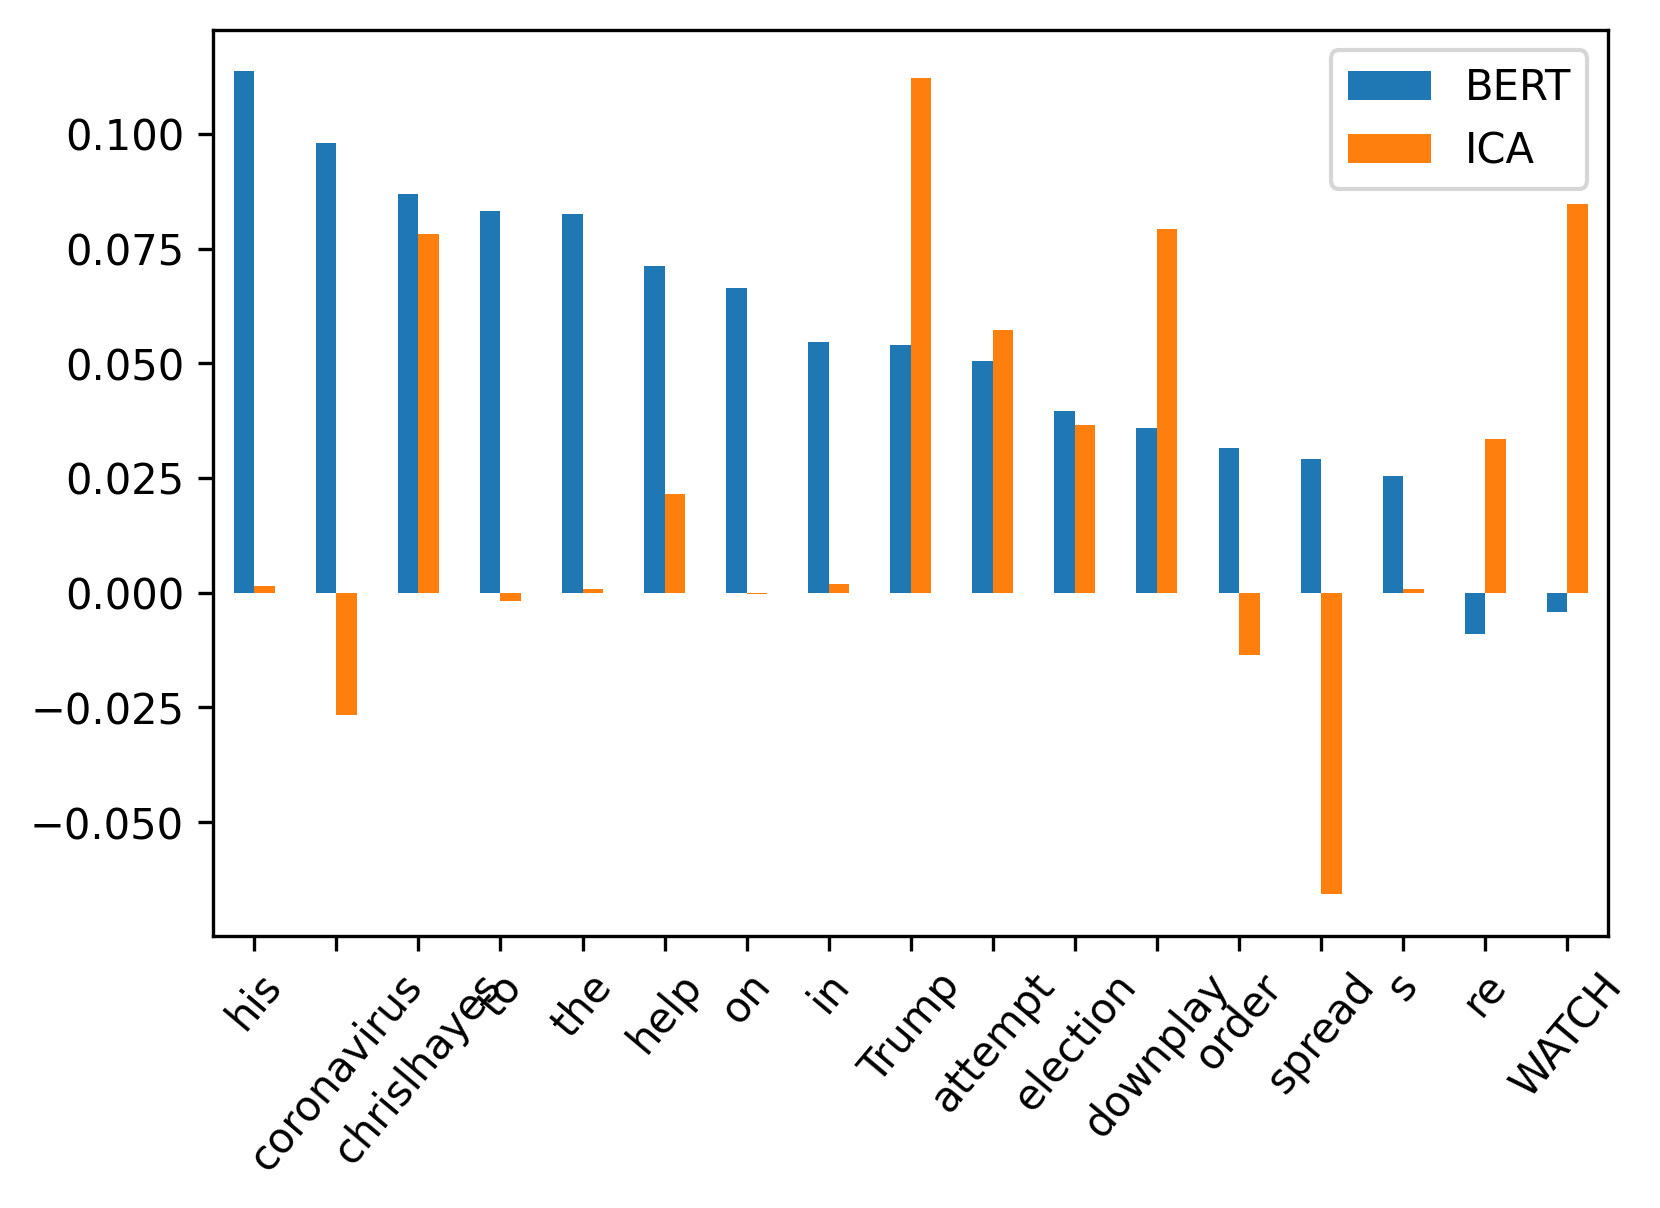 BERT
ICA
0.100
0.075
0.050
0.025
0.000
−0.025
−0.050
his
coronavirus
chrislhayes
to
the
help
on
in
Trump
attempt
election
downplay
order
spread
s
re
WATCH